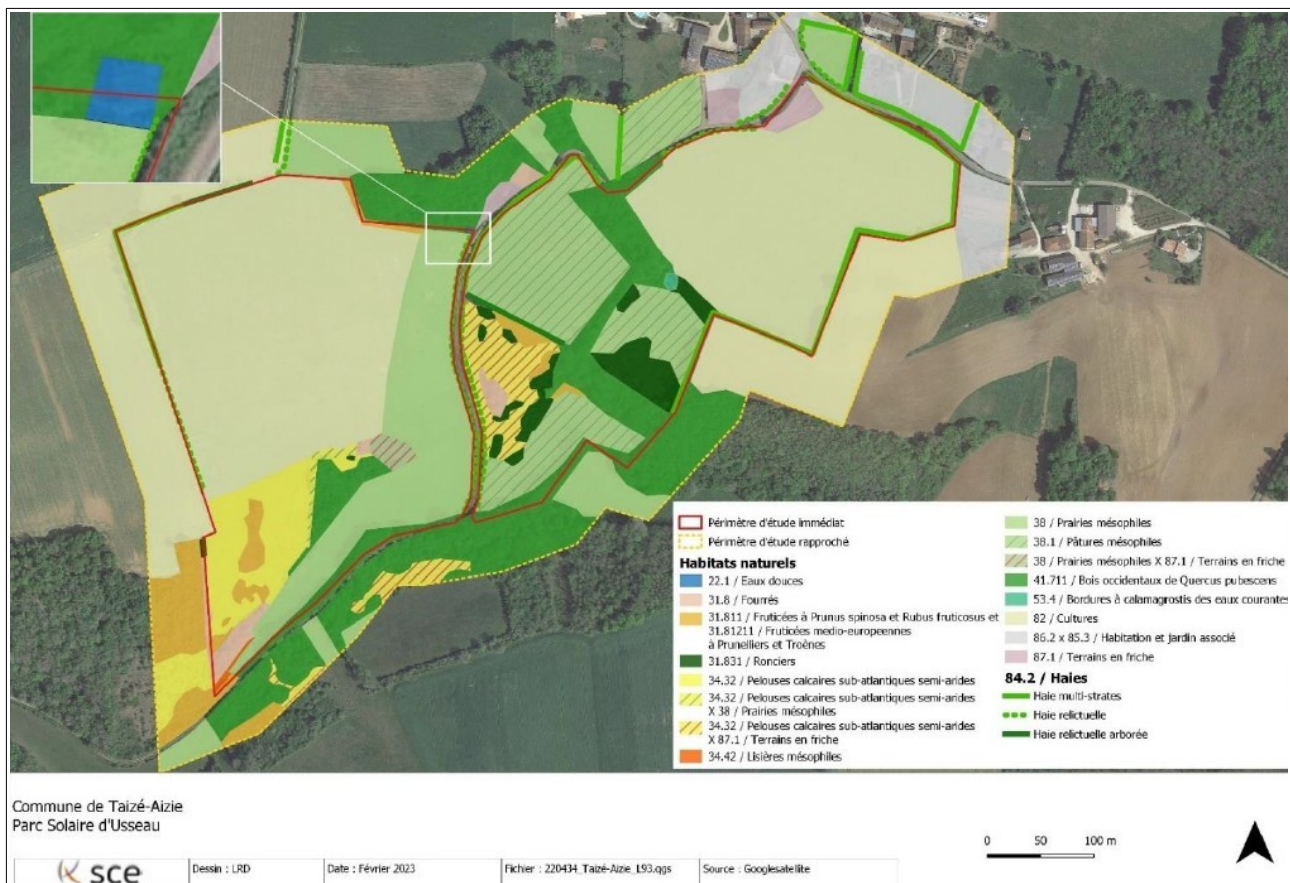 Périmètre d'étude immédiat
Périmètre d'étude rapproché
Habitats naturels
22.1 / Eaux douces
31.8 / Fourrés
31.811 / Fruticées à Prunus spinosa et Rubus fruticosus et
31.81211 / Fruticées medio-europeennes
à Prunelliers et Troènes
31.831 / Ronciers
34.32 / Pelouses calcaires sub-atlantiques semi-arides
34.32 / Pelouses calcaires sub-atlantiques semi-arides
X 38 / Prairies mésophiles
34.32 / Pelouses calcaires sub-atlantiques semi-arides
X 87.1 / Terrains en friche
34.42 / Lisières mésophiles
38 / Prairies mésophiles
38.1 / Pâtures mésophiles
38 / Prairies mésophiles X 87.1 / Terrains en friche
41.711 / Bois occidentaux de Quercus pubescens
53.4 / Bordures à calamagrostis des eaux courantes
82 / Cultures
86.2 x 85.3 / Habitation et jardin associé
87.1 / Terrains en friche
84.2 / Haies
Haie multi-strates
Haie relictuelle
Haie relictuelle arborée
Commune de Taizé-Aizie
Parc Solaire d'Usseau
0 50 100 m
sce
Dessin : LRD
Date : Février 2023
Fichier : 220434_Taizé-Aizie_L93.qgs
Source : Googlesatellite